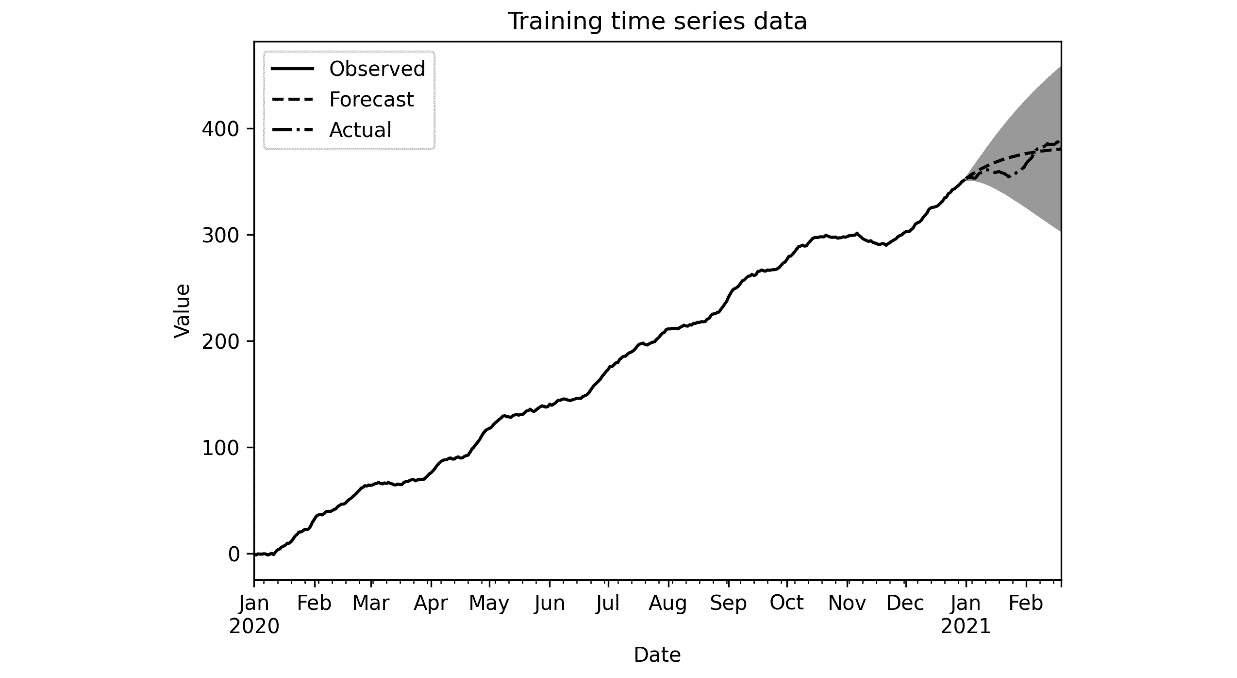 Training time series data
Observed
Forecast
Actual
400
300
200
100
0
Value
Jan Feb Mar Apr May Jun Jul Aug Sep Oct Nov Dec Jan Feb
2020 2021
Date